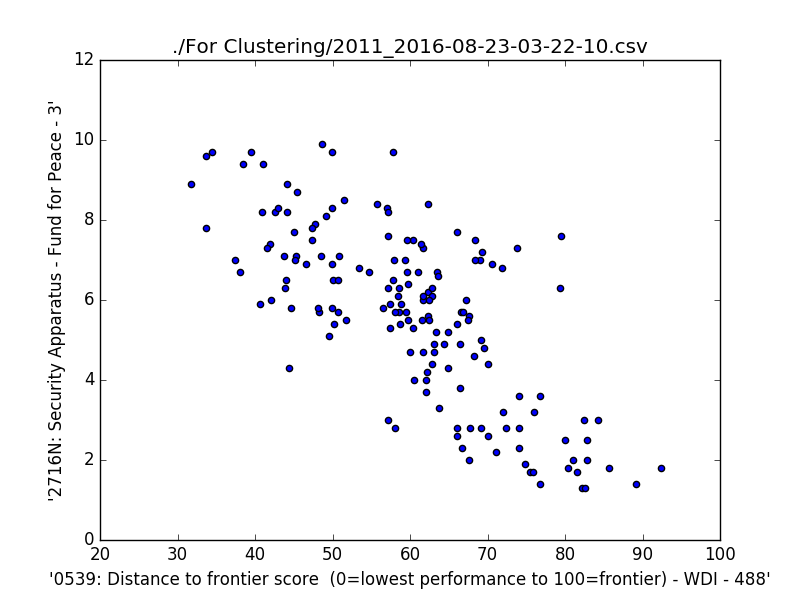 ./For Clustering/2011_2016-08-23-03-22-10.csv
'2716N: Security Apparatus - Fund for Peace - 3'
12
10
8
6
4
2
0
20 30 40 50 60 70 80 90 100
'0539: Distance to frontier score  (0=lowest performance to 100=frontier) - WDI - 488'